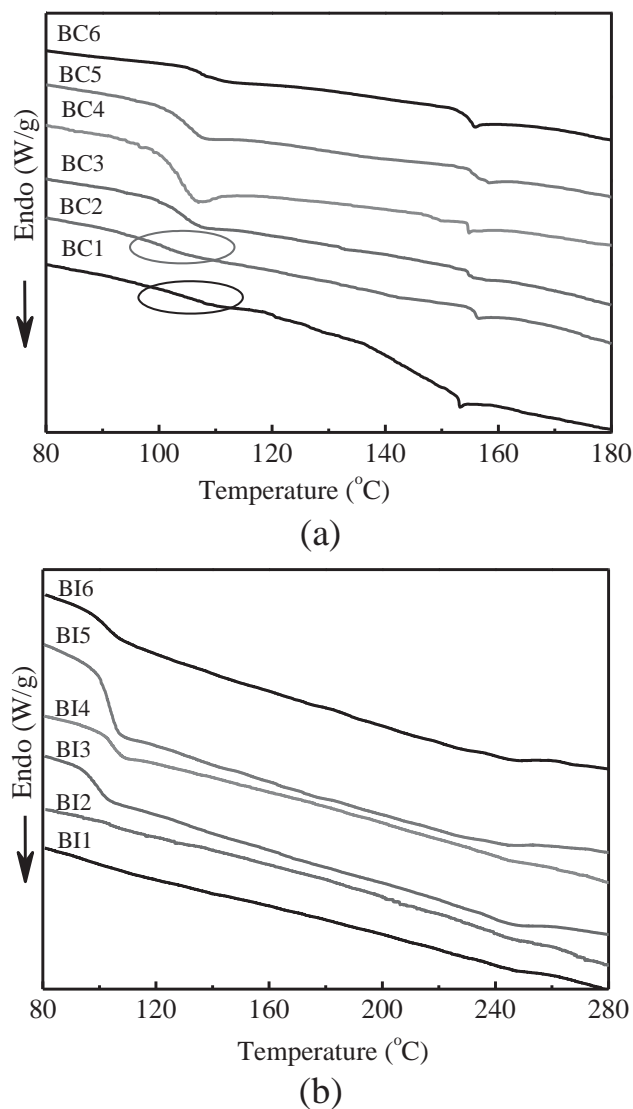 BC6
BC5
BC4
BC3
BC2
BC1
Endo (W/g)
80 100 120 140 160 180
Temperature (°C)
(a)
BI6
BI5
BI4
BI3
BI2
BI1
Endo (W/g)
80 120 160 200 240 280
Temperature (°C)
(b)